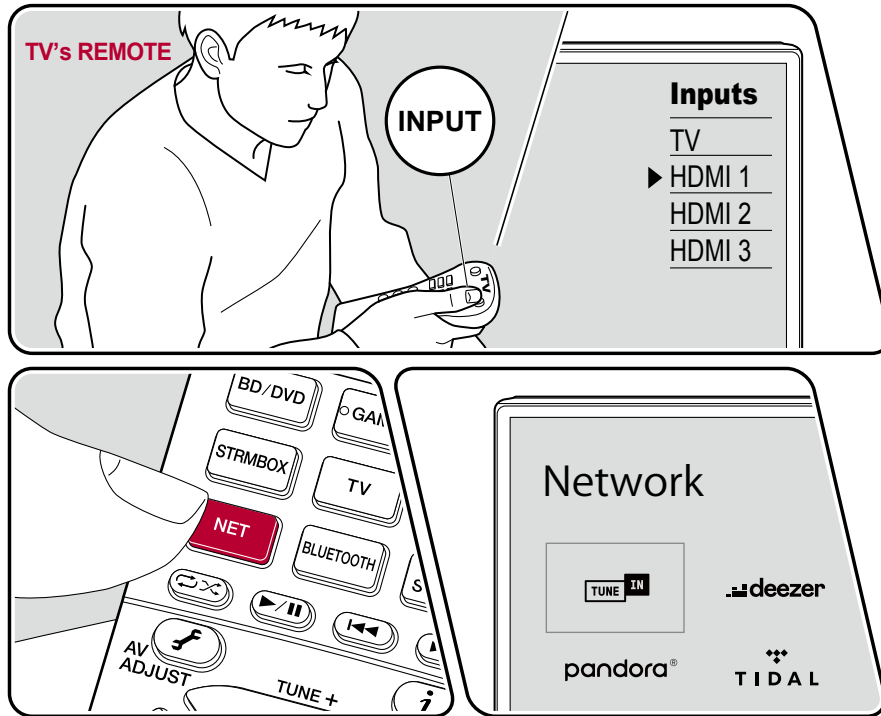 TV's REMOTE
INPUT
TV
Inputs
TV
HDMI 1
HDMI 2
HDMI 3
BD/DVD
STRMBOX
TV
NET
BLUETOOTH
AV
ADJUST
TUNE +
i
Network
TUNE IN
deezer
pandora®
TIDAL